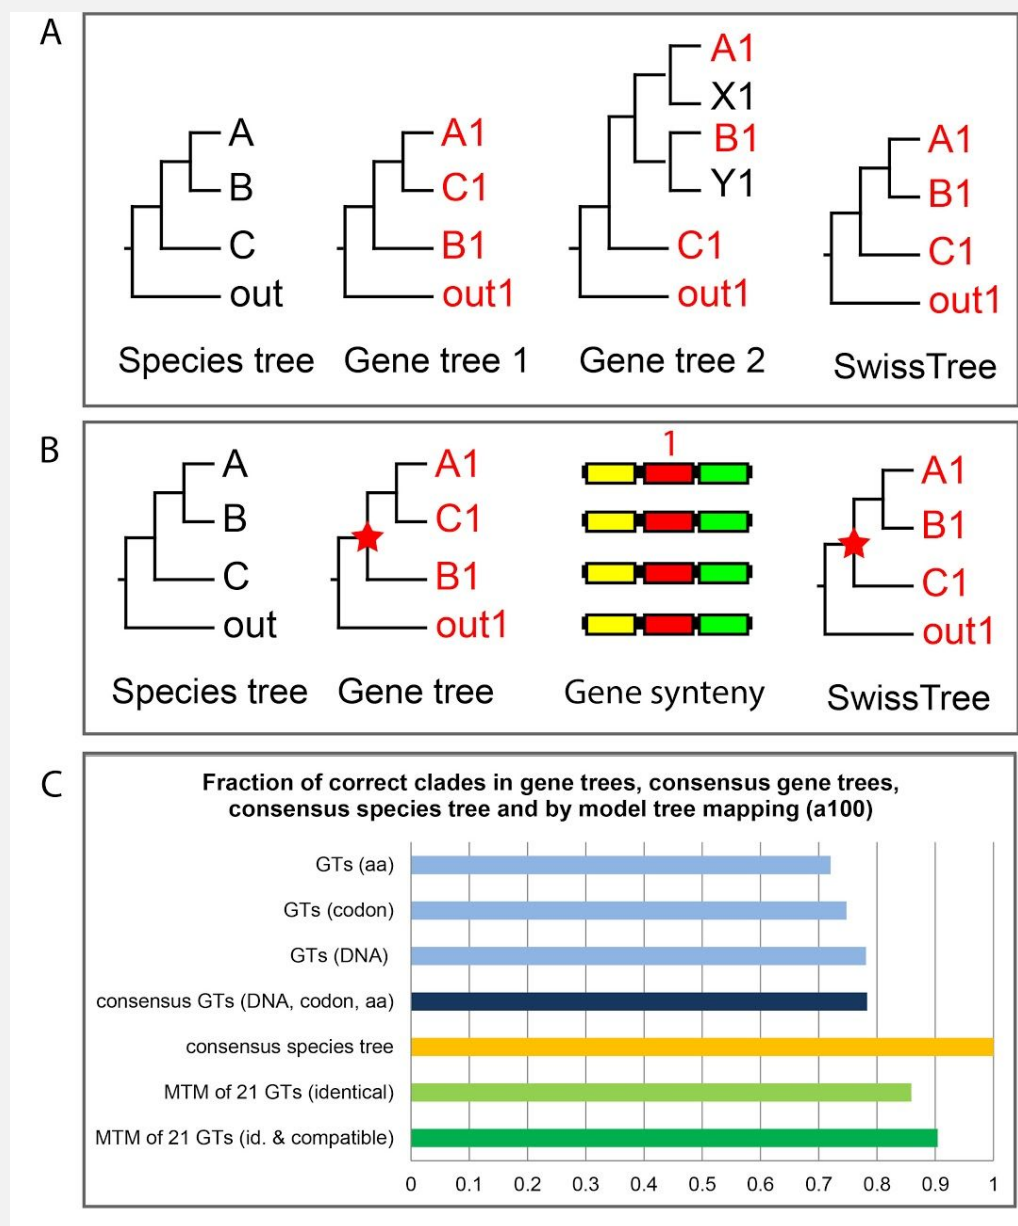 A
A
B
C
out
Species tree
A1
C1
B1
out1
Gene tree 1
A1
X1
B1
Y1
C1
out1
Gene tree 2
A1
B1
C1
out1
SwissTree
B
A
B
C
out
Species tree
A1
C1
B1
out1
Gene tree
1
Gene synteny
A1
B1
C1
out1
SwissTree
C
Fraction of correct clades in gene trees, consensus gene trees,
consensus species tree and by model tree mapping (a100)
GTs (aa)
GTs (codon)
GTs (DNA)
consensus GTs (DNA, codon, aa)
consensus species tree
MTM of 21 GTs (identical)
MTM of 21 GTs (id. & compatible)
0 0.1 0.2 0.3 0.4 0.5 0.6 0.7 0.8 0.9 1